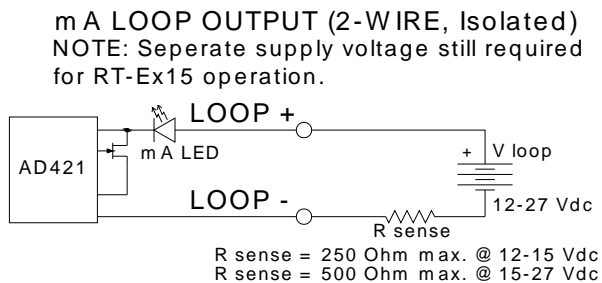 mA LOOP OUTPUT (2-WIRE, Isolated)
NOTE: Seperate supply voltage still required
for RT-Ex15 operation.
LOOP +
mA LED
AD421
+ V loop
LOOP -
12-27 Vdc
R sense
R sense = 250 Ohm max. @ 12-15 Vdc
R sense = 500 Ohm max. @ 15-27 Vdc